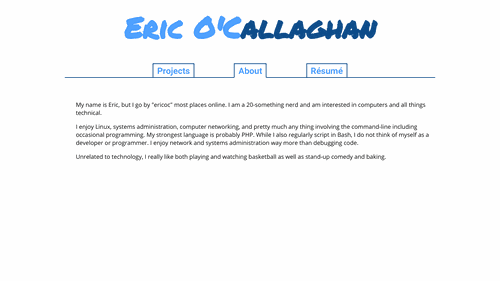 Eric O'Callaghan
Projects About Résumé
My name is Eric, but I go by "ericoc" most places online. I am a 20-something nerd and am interested in computers and all things
technical.
I enjoy Linux, systems administration, computer networking, and pretty much any thing involving the command-line including
occasional programming. My strongest language is probably PHP. While I also regularly script in Bash, I do not think of myself as a
developer or programmer. I enjoy network and systems administration way more than debugging code.
Unrelated to technology, I really like both playing and watching basketball as well as stand-up comedy and baking.